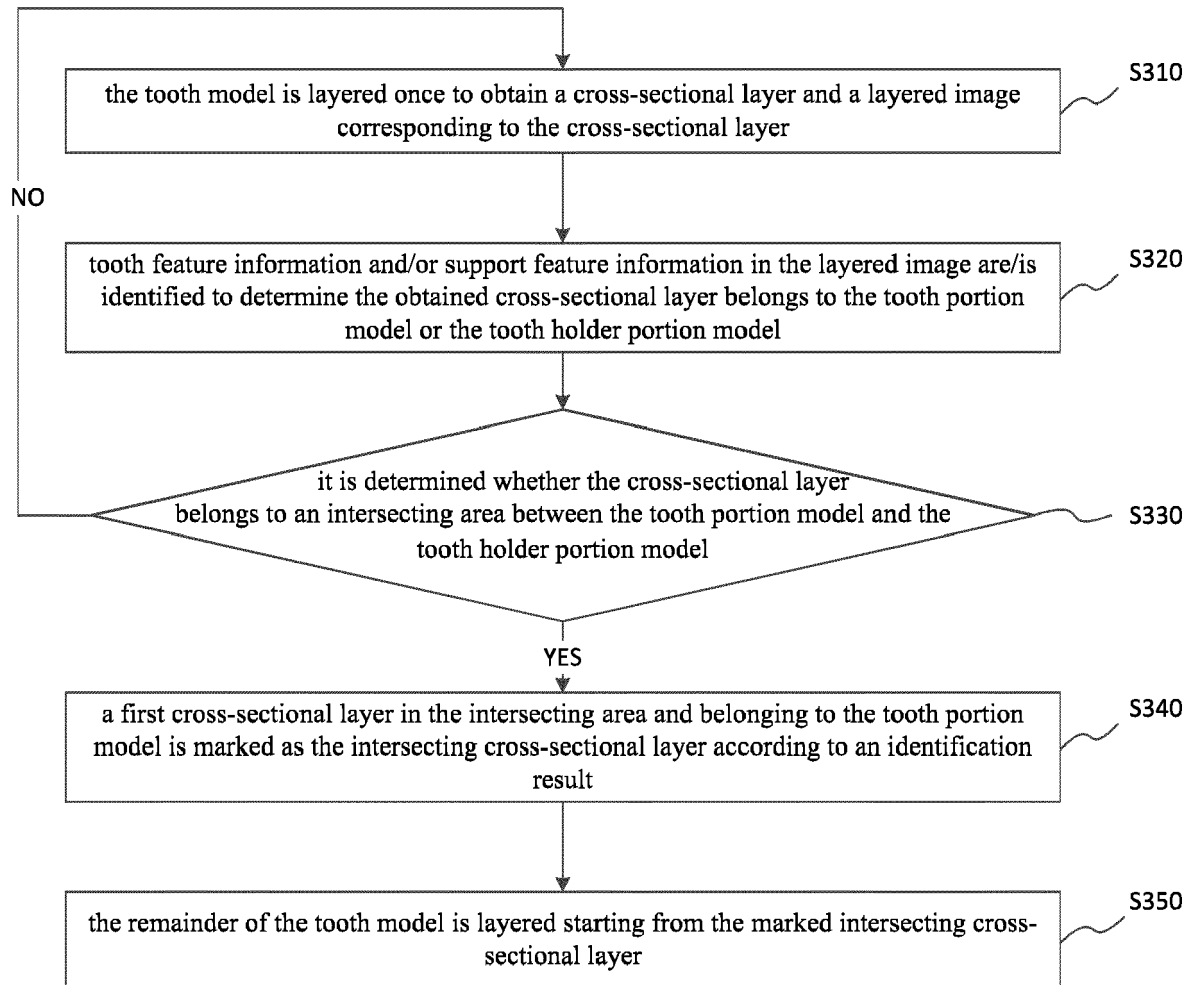 the tooth model is layered once to obtain a cross-sectional layer and a layered image
corresponding to the cross-sectional layer
S310
NO
tooth feature information and/or support feature information in the layered image are/is
identified to determine the obtained cross-sectional layer belongs to the tooth portion
model or the tooth holder portion model
S320
it is determined whether the cross-sectional layer
belongs to an intersecting area between the tooth portion model and the
tooth holder portion model
S330
YES
a first cross-sectional layer in the intersecting area and belonging to the tooth portion
model is marked as the intersecting cross-sectional layer according to an identification
result
S340
the remainder of the tooth model is layered starting from the marked intersecting cross-
sectional layer
S350